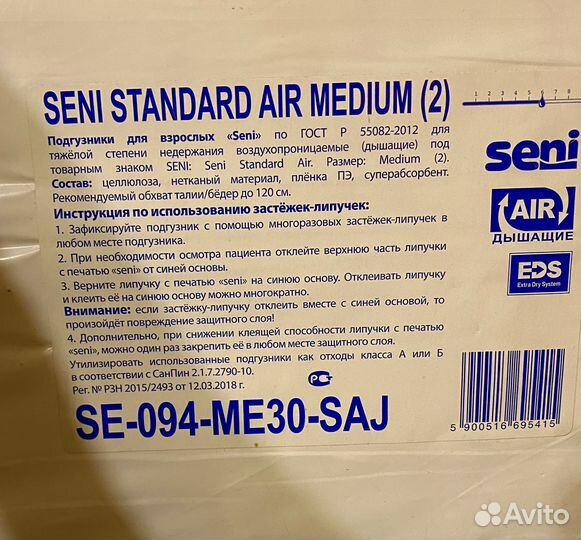 SENI STANDARD AIR MEDIUM (2)
1 2 3 4 5 6 7 8
Подгузники для взрослых «Seni» по ГОСТ Р 55082-2012 для
тяжёлой степени недержания воздухопроницаемые (дышащие) под
товарным знаком SENI: Seni Standard Air. Размер: Medium (2).
Состав: целлюлоза, нетканый материал, плёнка ПЭ, суперабсорбент.
Рекомендуемый обхват талии/бёдер до 120 см.
seni
AIR
ДЫШАЩИЕ
EDS
Extra Dry System
Инструкция по использованию застёжек-липучек:
1. Зафиксируйте подгузник с помощью многоразовых застёжек-липучек в
любом месте подгузника.
2. При необходимости осмотра пациента отклейте верхнюю часть липучки
с печатью «seni» от синей основы.
3. Верните липучку с печатью «seni» на синюю основу. Отклеивать липучку
и клеить её на синюю основу можно многократно.
Внимание: если застёжку-липучку отклеить вместе с синей основой, то
произойдёт повреждение защитного слоя!
4. Дополнительно, при снижении клеящей способности липучки с печатью
«seni», можно один раз закрепить её в любом месте защитного слоя.
Утилизировать использованные подгузники как отходы класса А или Б
в соответствии с СанПин 2.1.7.2790-10.
Рег. № РЗН 2015/2493 от 12.03.2018 г.
SE-094-ME30-SAJ
5 900516 695415
Avito